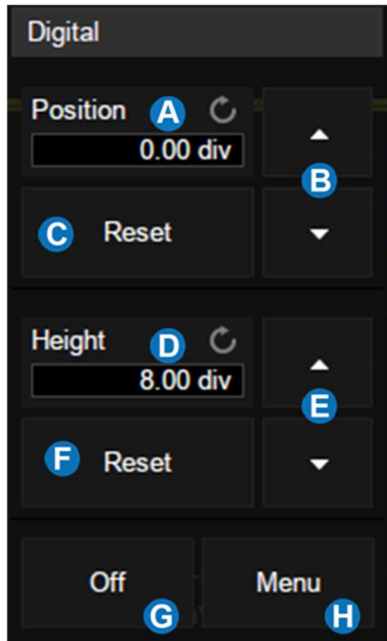 Digital
Position A
0.00 div
B
C Reset
Height D
8.00 div
E
F Reset
Off Menu
G H